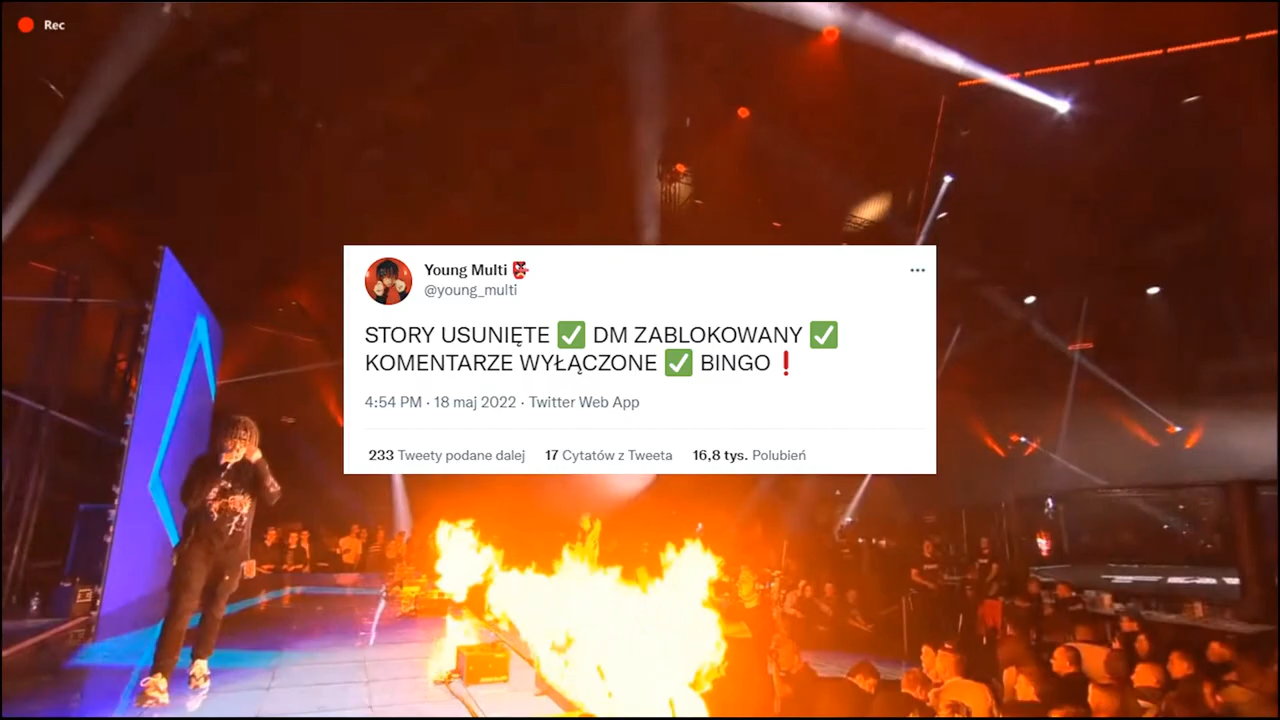 Rec
Young Multi 👺
@young_multi
STORY USUNIĘTE ✅ DM ZABLOKOWANY ✅
KOMENTARZE WYŁĄCZONE ✅ BINGO❗
4:54 PM · 18 maj 2022 · Twitter Web App
233 Tweety podane dalej 17 Cytatów z Tweeta 16,8 tys. Polubień